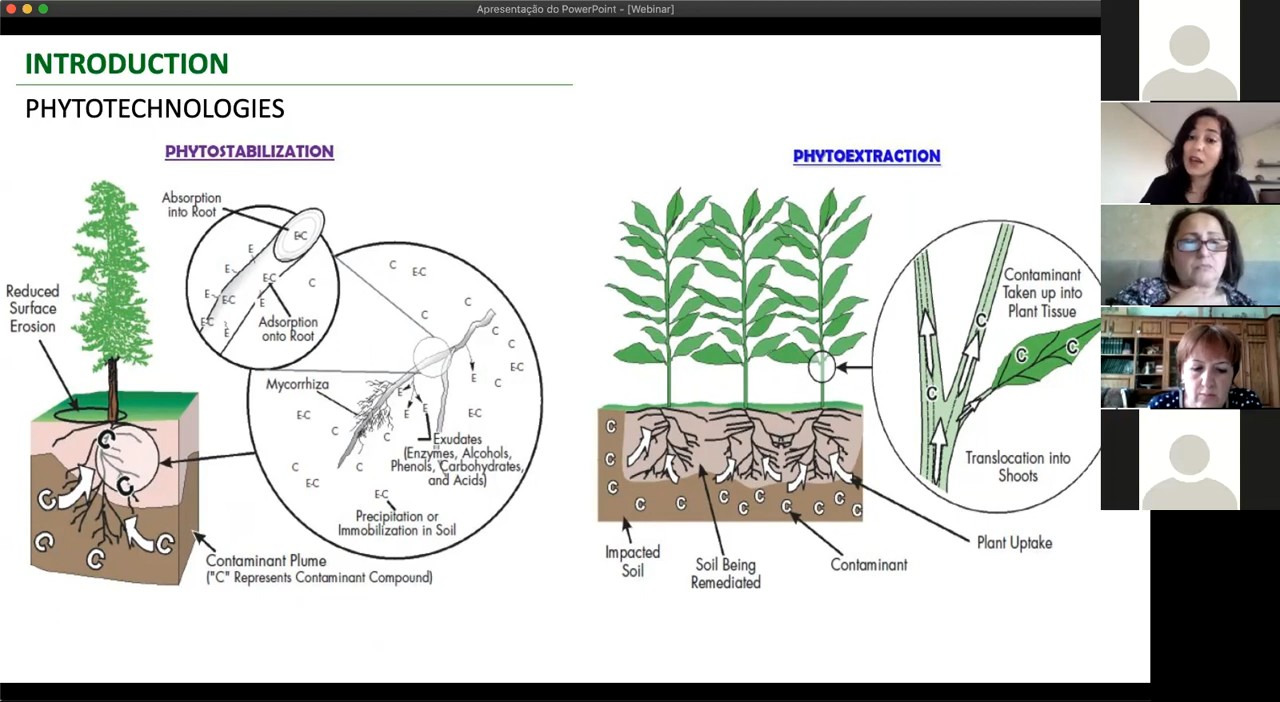 Apresentação do PowerPoint - [Webinar]
INTRODUCTION
PHYTOTECHNOLOGIES
PHYTOSTABILIZATION
Absorption
into Root
E-C
E
E
E-C
C
E
E-C
E
E-C
E
Adsorption
onto Root
Reduced
Surface
Erosion
C
E-C
C
C
C
E-C
E
C
Mycorrhiza
E
E
E
E-C
E-C
C
C
Exudates
(Enzymes, Alcohols,
Phenols, Carbohydrates,
and Acids)
C
C
E-C
E-C
Precipitation or
Immobilization in Soil
C
C
C
C
C
C
Contaminant Plume
("C" Represents Contaminant Compound)
PHYTOEXTRACTION
Contaminant
Taken up into
Plant Tissue
C
C
C
C
Translocation into
Shoots
C
C
C
C
C
C
C
C
C
C
C
C
Plant Uptake
Impacted
Soil
Soil Being
Remediated
Contaminant